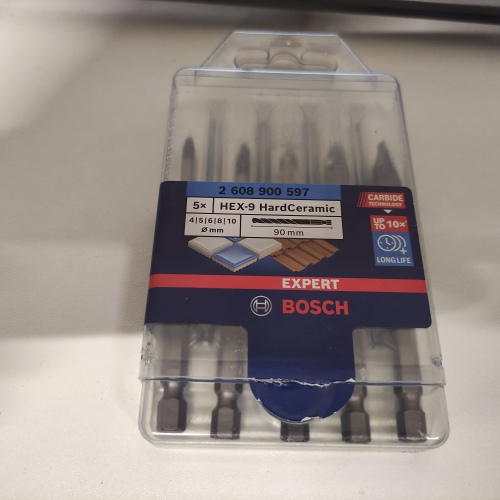 2 608 900 597
5× HEX-9 HardCeramic
4|5|6|8|10
Ø mm
90 mm
CARBIDE
TECHNOLOGY
UP TO 10×
LONG LIFE
EXPERT
BOSCH